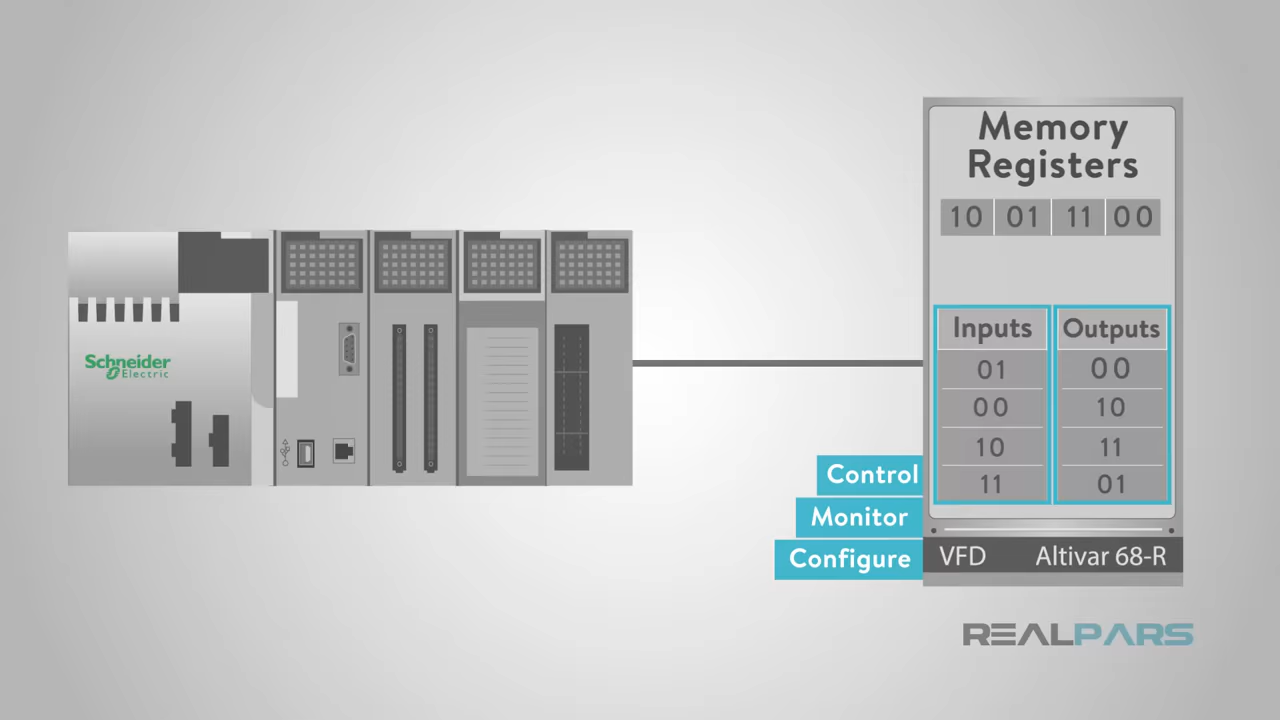 Memory
Registers
10 01 11 00
Schneider
Electric
Inputs Outputs
01 00
00 10
10 11
11 01
Control
Monitor
Configure
VFD Altivar 68-R
REALPARS